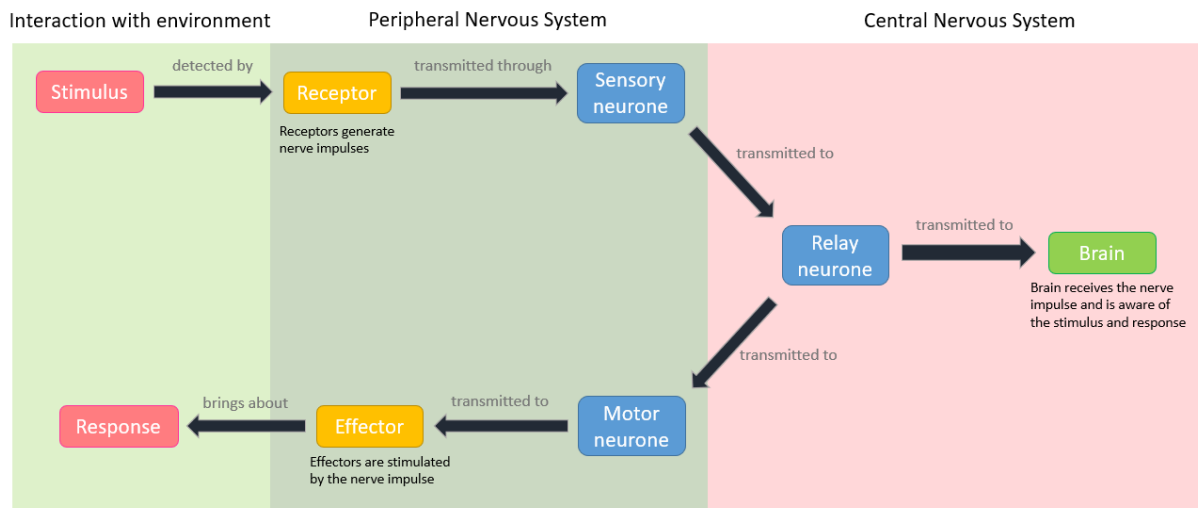 Interaction with environment
Peripheral Nervous System
Central Nervous System
Stimulus
detected by
Receptor
Receptors generate
nerve impulses
transmitted through
Sensory
neurone
transmitted to
Relay
neurone
transmitted to
Brain
Brain receives the nerve
impulse and is aware of
the stimulus and response
transmitted to
Motor
neurone
transmitted to
Effector
Effectors are stimulated
by the nerve impulse
brings about
Response